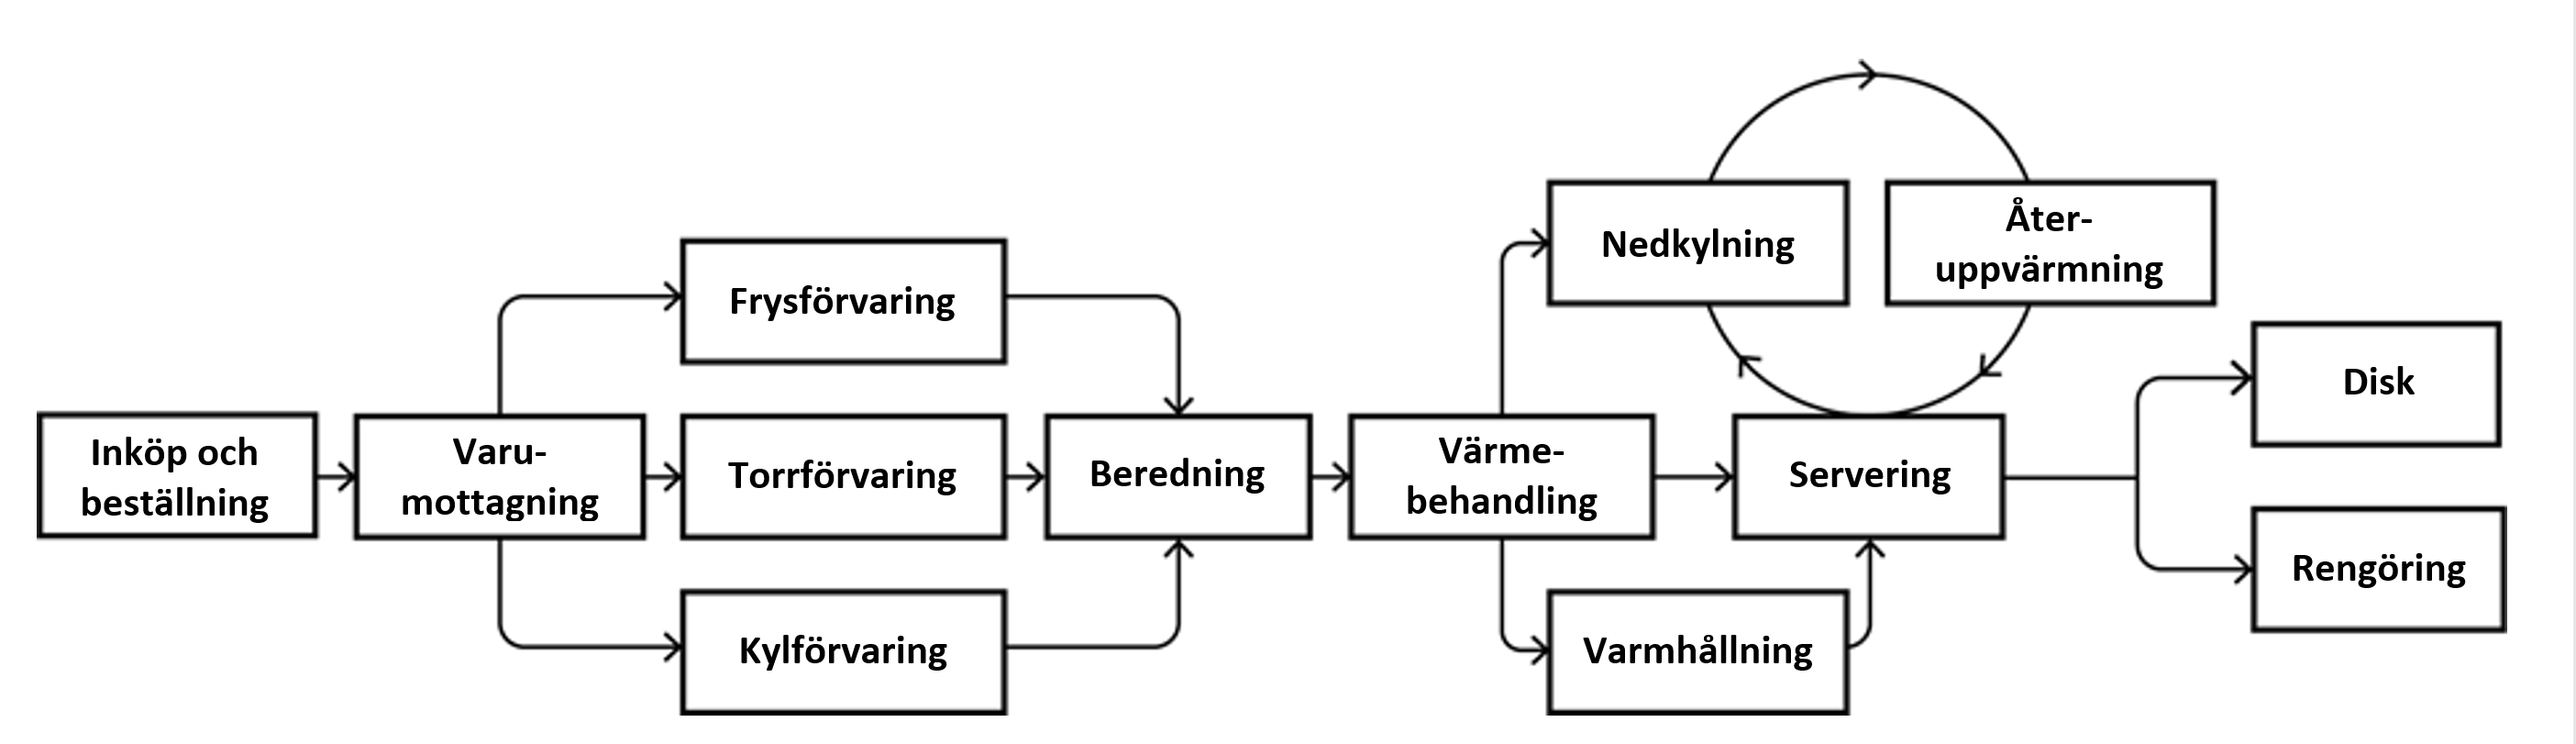 Inköp och
beställning
Varu-
mottagning
Frysförvaring
Torrförvaring
Kylförvaring
Beredning
Värme-
behandling
Nedkylning
Åter-
uppvärmning
Servering
Varmhållning
Disk
Rengöring